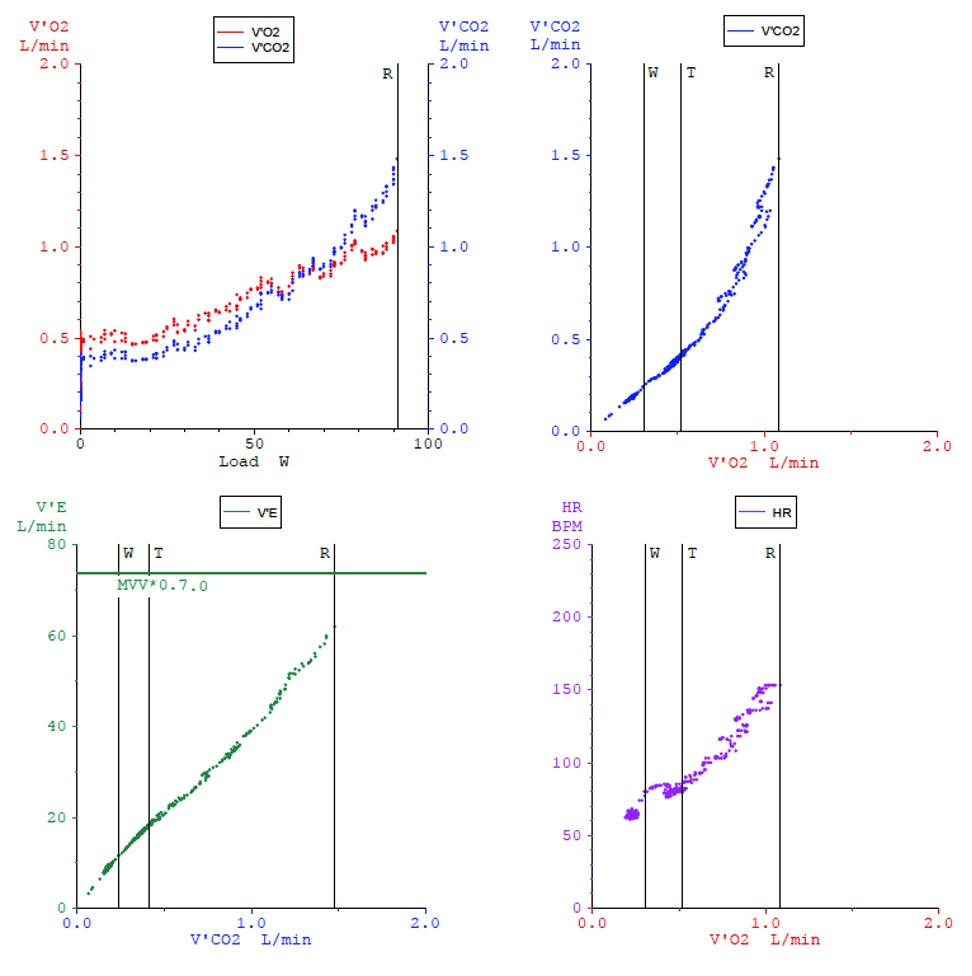 V'O2
L/min
V'O2
V'CO2
V'CO2
L/min
2.0
1.5
1.0
0.5
0.0
R
2.0
1.5
1.0
0.5
0.0
0
50
100
Load W
V'CO2
L/min
V'CO2
2.0
1.5
1.0
0.5
0.0
W
T
R
0.0
1.0
2.0
V'O2 L/min
V'E
L/min
V'E
80
60
40
20
0
W
T
R
MVV*0.7.0
0.0
1.0
2.0
V'CO2 L/min
HR
BPM
HR
250
200
150
100
50
0
W
T
R
0.0
1.0
2.0
V'O2 L/min